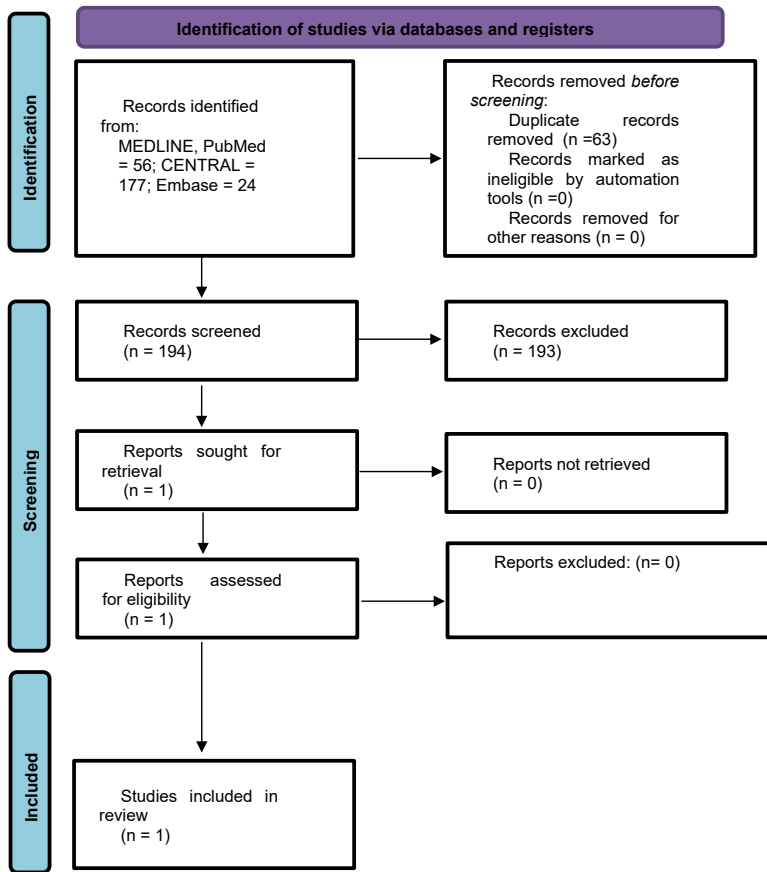 Identification of studies via databases and registers
Identification
Records identified
from:
MEDLINE, PubMed
= 56; CENTRAL =
177; Embase = 24
Records removed before
screening:
Duplicate records
removed (n =63)
Records marked as
ineligible by automation
tools (n =0)
Records removed for
other reasons (n = 0)
Screening
Records screened
(n = 194)
Records excluded
(n = 193)
Reports sought for
retrieval
(n = 1)
Reports not retrieved
(n = 0)
Reports assessed
for eligibility
(n = 1)
Reports excluded: (n= 0)
Included
Studies included in
review
(n = 1)